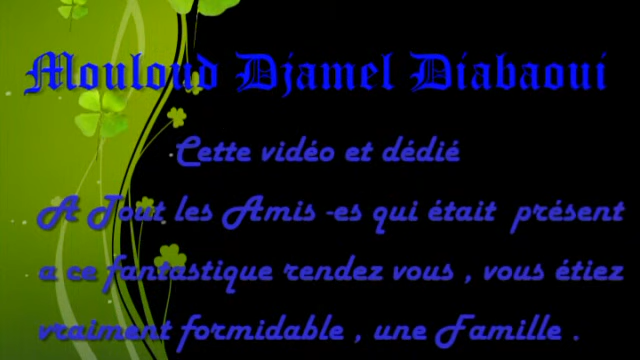 Mouloud Djamel Diabaoui
Cette vidéo et dédié
A Tout les Amis -es qui était présent
a ce fantastique rendez vous , vous étiez
vraiment formidable , une Famille .